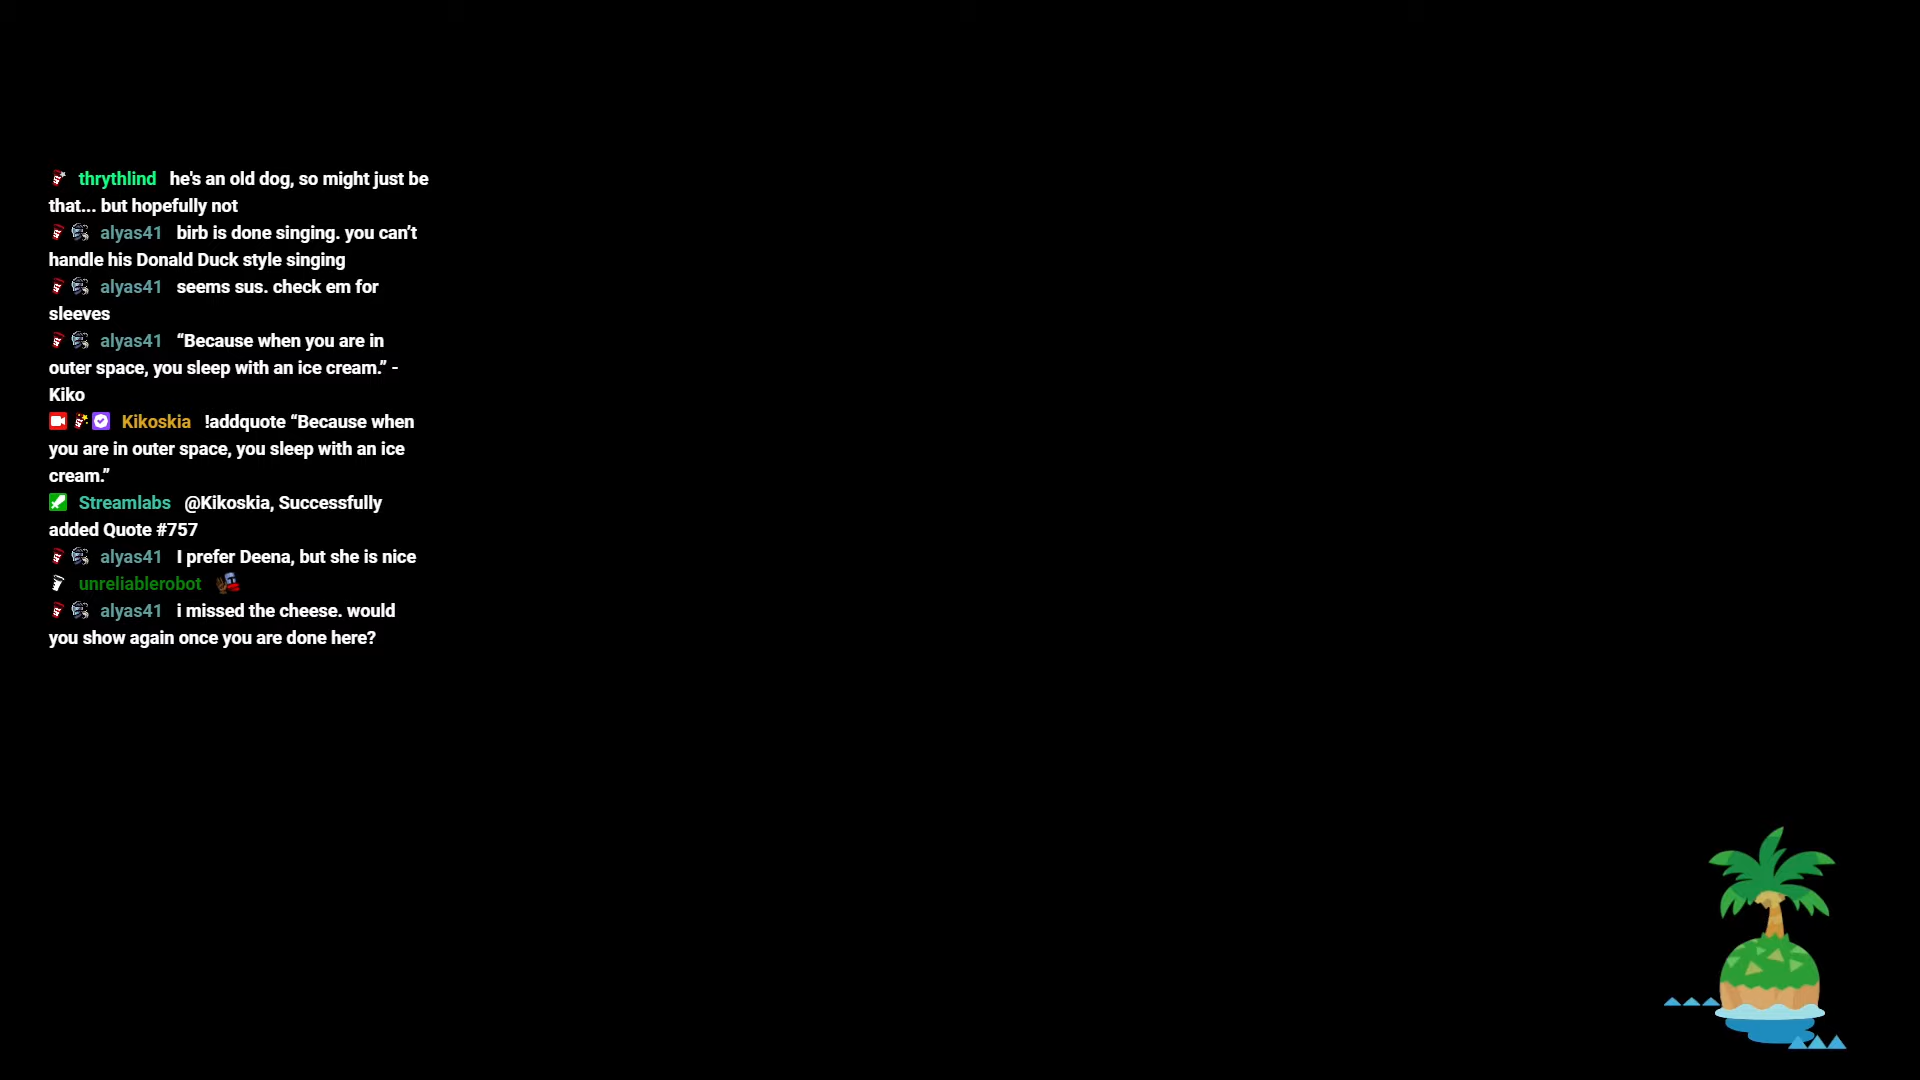 thrythlind he's an old dog, so might just be
that... but hopefully not
alyas41 birb is done singing. you can’t
handle his Donald Duck style singing
alyas41 seems sus. check em for
sleeves
alyas41 “Because when you are in
outer space, you sleep with an ice cream.” -
Kiko
Kikoskia !addquote “Because when
you are in outer space, you sleep with an ice
cream.”
Streamlabs @Kikoskia, Successfully
added Quote #757
alyas41 I prefer Deena, but she is nice
unreliablerobot
alyas41 i missed the cheese. would
you show again once you are done here?